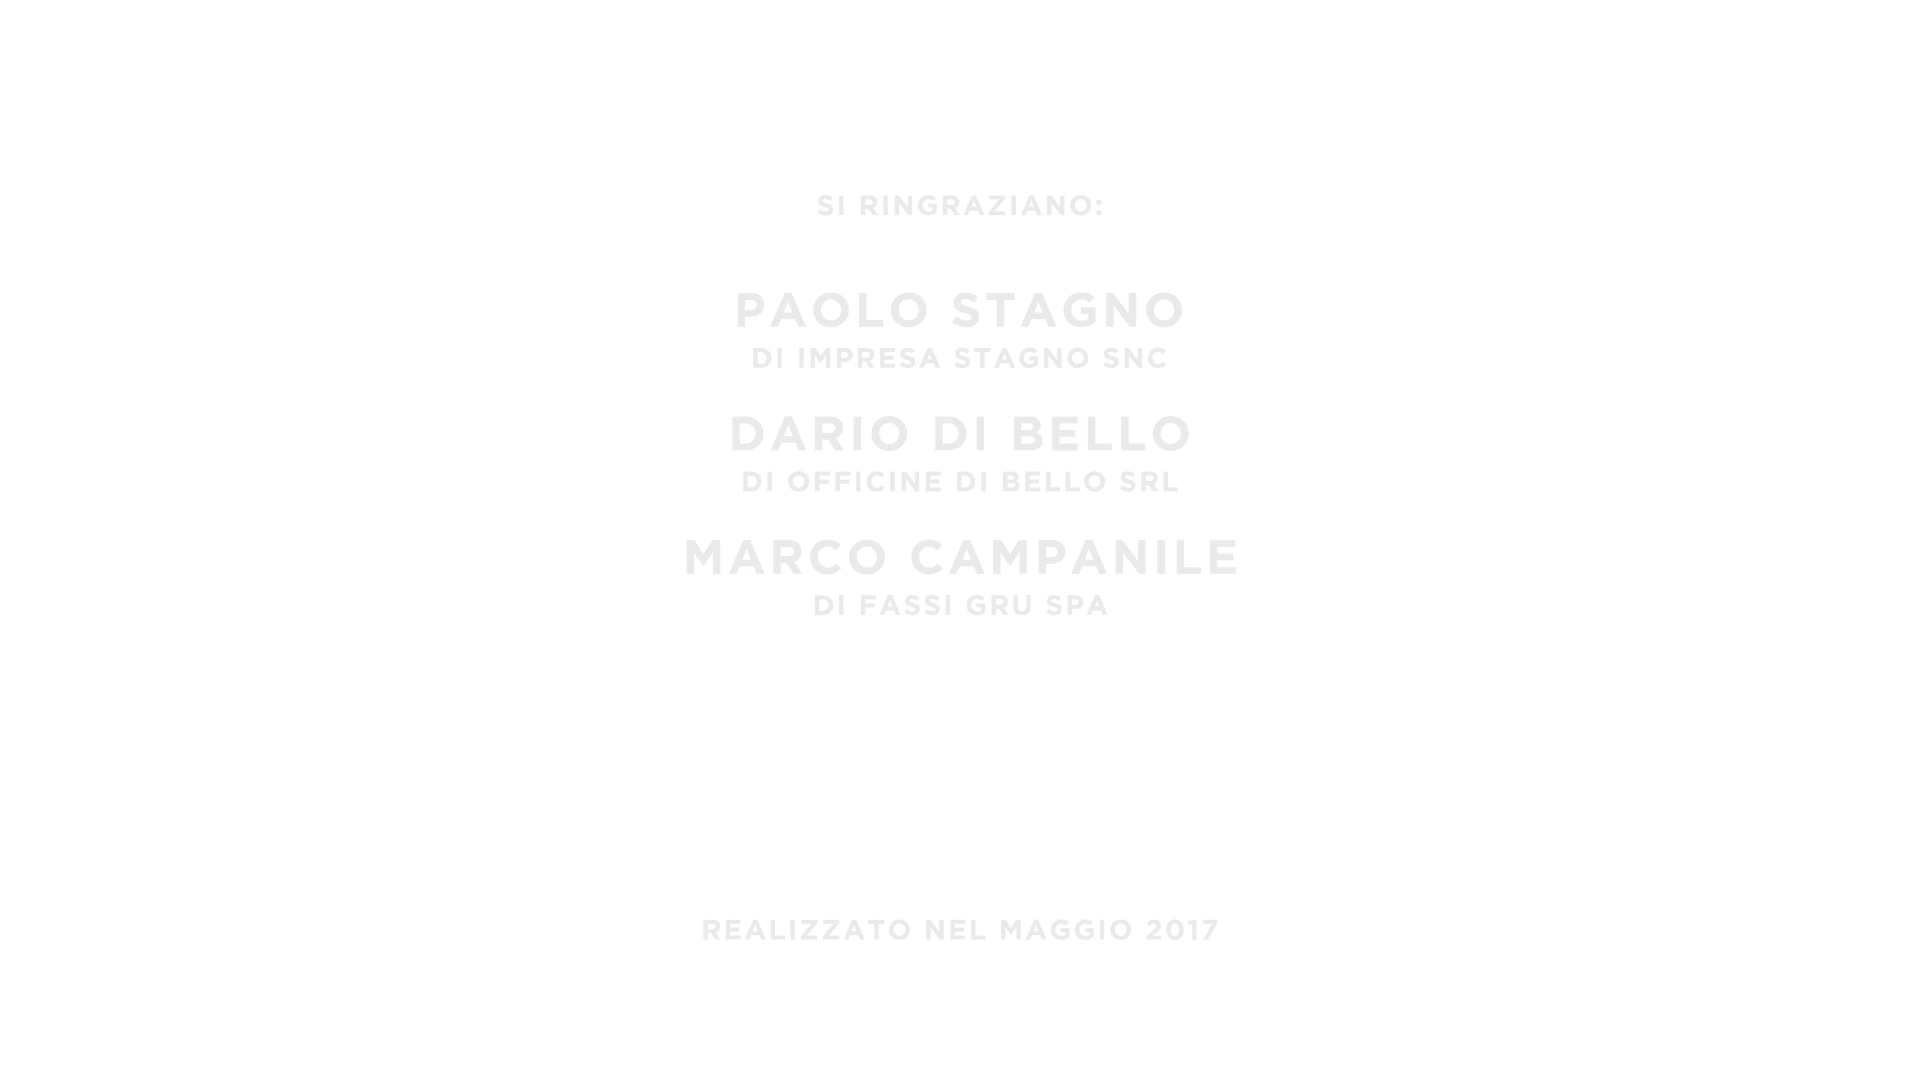 SI RINGRAZIANO:
PAOLO STAGNO
DI IMPRESA STAGNO SNC
DARIO DI BELLO
DI OFFICINE DI BELLO SRL
MARCO CAMPANILE
DI FASSI GRU SPA
REALIZZATO NEL MAGGIO 2017